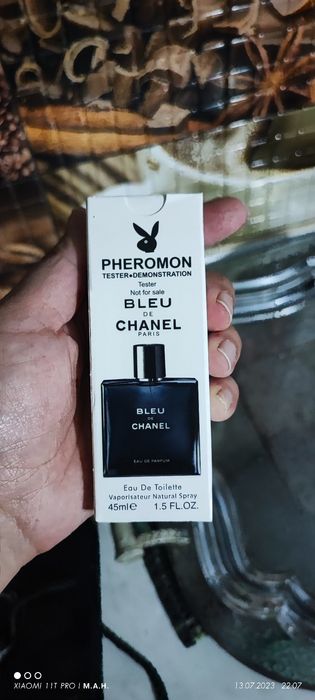 PHEROMON
TESTER●DEMONSTRATION
Tester
Not for sale
BLEU
DE
CHANEL
PARIS
BLEU
DE
CHANEL
EAU DE PARFUM
Eau De Toilette
Vaporisateur Natural Spray
45ml℮ 1.5 FL.OZ.
XIAOMI 11T PRO | M.A.H. 13.07.2023 22:07